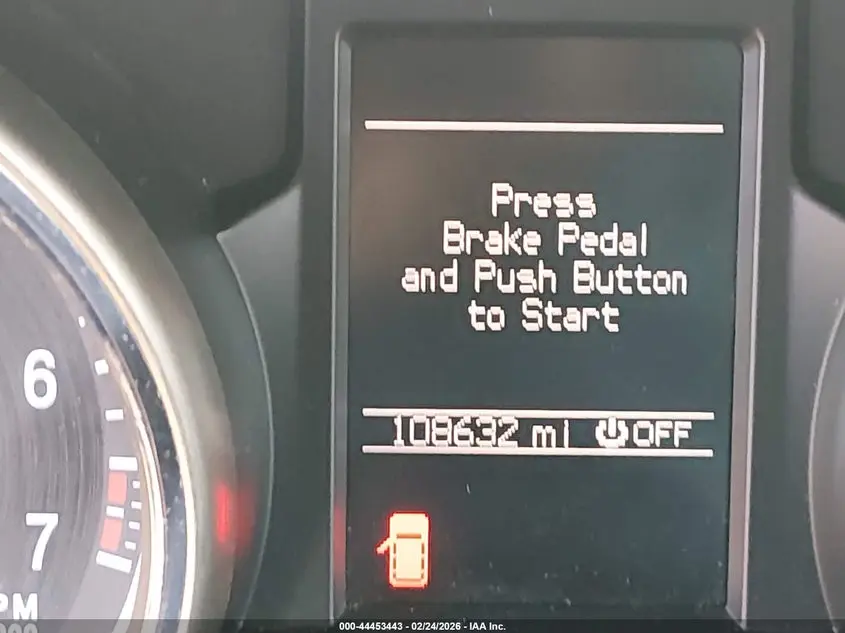 Press
Brake Pedal
and Push Button
to Start
108632 mi OFF
6
7
PM
000-44453443 - 02/24/2026 - IAA Inc.